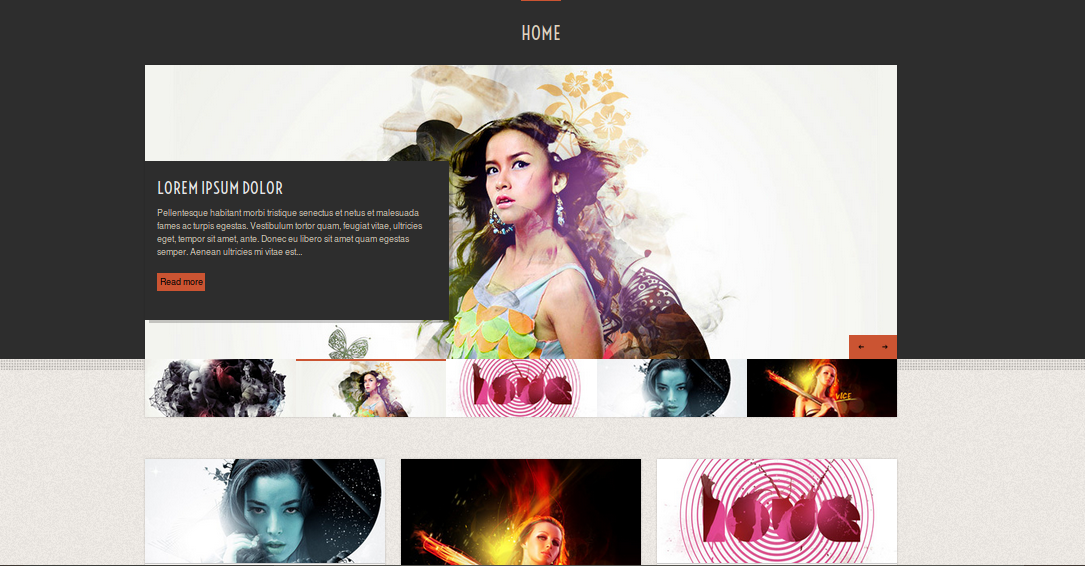 HOME
LOREM IPSUM DOLOR
Pellentesque habitant morbi tristique senectus et netus et malesuada
fames ac turpis egestas. Vestibulum tortor quam, feugiat vitae, ultricies
eget, tempor sit amet, ante. Donec eu libero sit amet quam egestas
semper. Aenean ultricies mi vitae est...
Read more
VICE